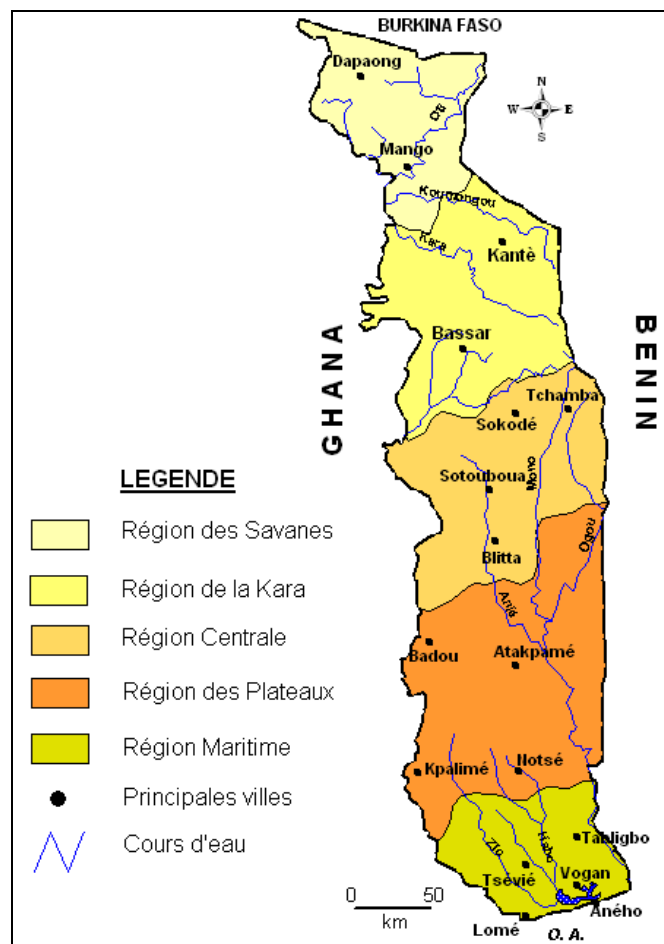 BURKINA FASO
Dapaong
N
W E
S
Oti
Mango
Koumongou
Kara
Kantè
GHANA
BENIN
Bassar
Tchamba
Sokodé
LEGENDE
Sotouboua
Mono
Région des Savanes
Ogou
Blitta
Région de la Kara
Anié
Région Centrale
Badou
Atakpamé
Région des Plateaux
Région Maritime
Kpalimé
Notsé
Principales villes
Cours d'eau
Zio
Haho
Tabligbo
Tsévié
Vogan
0 50
km
Aného
Lomé
O. A.